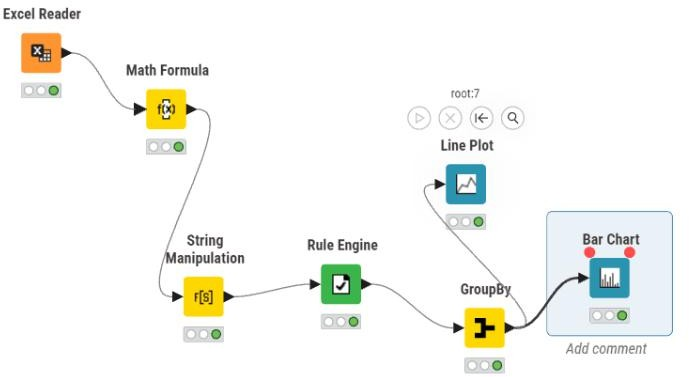 Excel Reader
Math Formula
f(x)
root:7
Line Plot
String
Manipulation
F[S]
Rule Engine
GroupBy
Bar Chart
Add comment